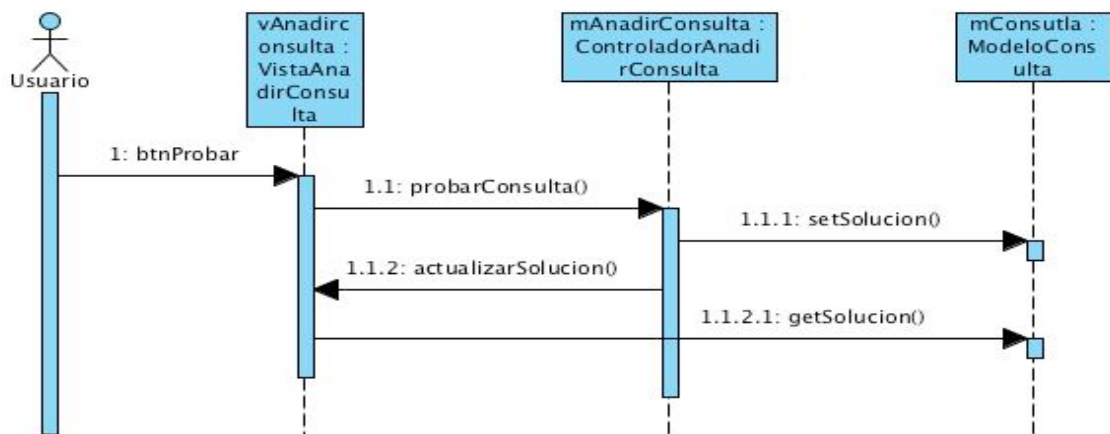 Usuario
vAnadirc
onsulta :
VistaAna
dirConsu
lta
mAnadirConsulta :
ControladorAnadi
rConsulta
mConsutla :
ModeloCons
ulta
1: btnProbar
1.1: probarConsulta()
1.1.1: setSolucion()
1.1.2: actualizarSolucion()
1.1.2.1: getSolucion()